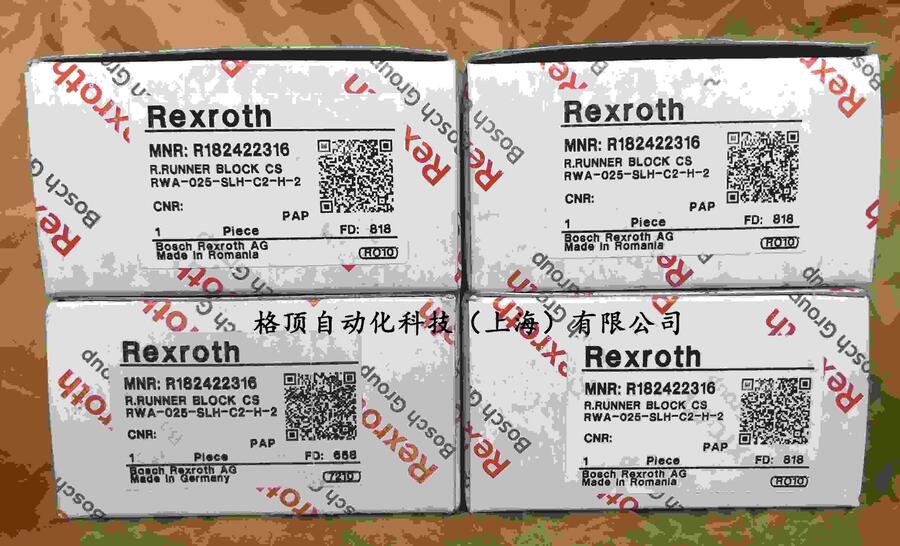 Rexroth
MNR: R182422316
R.RUNNER BLOCK CS
RWA-025-SLH-C2-H-2
CNR:
PAP
1 Piece FD: 818
Bosch Rexroth AG
Made in Romania
RO10
Rexroth
MNR: R182422316
R.RUNNER BLOCK CS
RWA-025-SLH-C2-H-2
CNR:
PAP
1 Piece FD: 818
Bosch Rexroth AG
Made in Romania
RO10
格顶自动化科技（上海）有限公司
Rexroth
MNR: R182422316
R.RUNNER BLOCK CS
RWA-025-SLH-C2-H-2
CNR:
PAP
1 Piece FD: 658
Bosch Rexroth AG
Made in Germany
7210
Rexroth
MNR: R182422316
R.RUNNER BLOCK CS
RWA-025-SLH-C2-H-2
CNR:
PAP
1 Piece FD: 818
Bosch Rexroth AG
Made in Romania
RO10